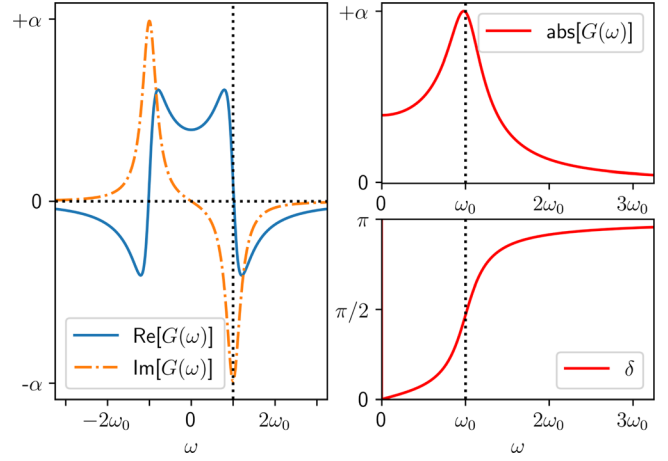 +α
0
-α
Re[G(ω)]
Im[G(ω)]
−2ω₀ 0 2ω₀
ω
+α
0
abs[G(ω)]
0 ω₀ 2ω₀ 3ω₀
π
π/2
0
δ
0 ω₀ 2ω₀ 3ω₀
ω